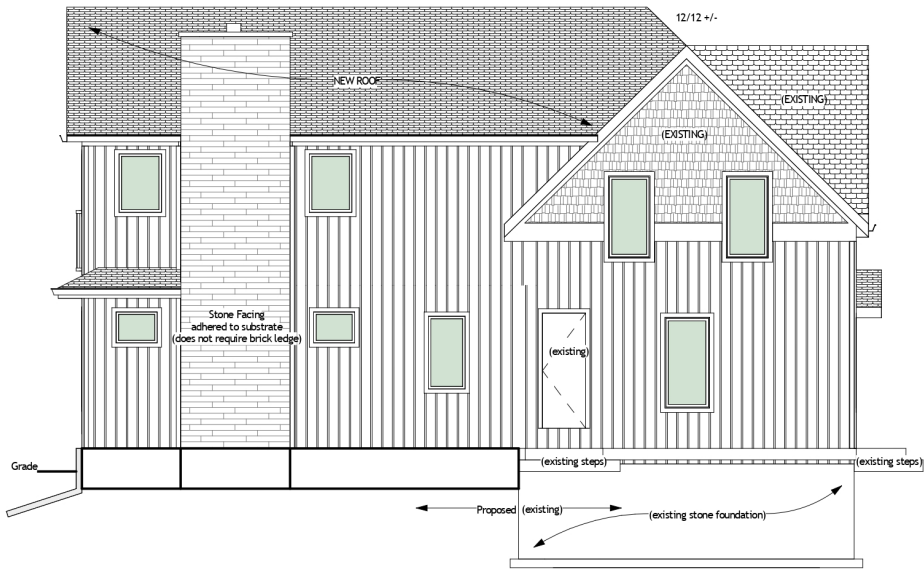 12/12 +/-
NEW ROOF
(EXISTING)
(EXISTING)
Stone Facing
adhered to substrate
(does not require brick ledge)
(existing)
Grade
(existing steps)
(existing steps)
Proposed (existing)
(existing stone foundation)